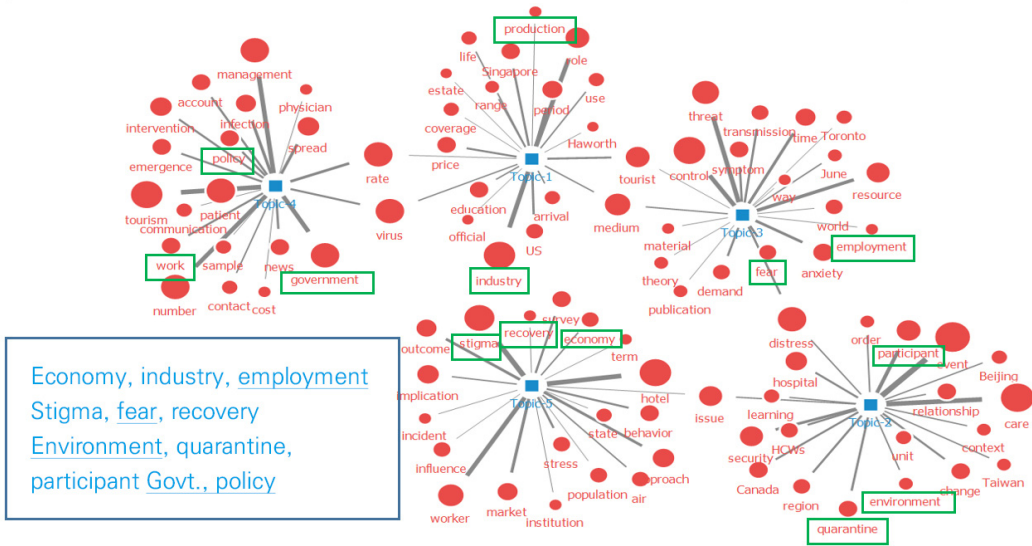 production
life
Singapore
role
management
estate
range
period
use
account
physician
threat
transmission
time
Toronto
intervention
infection
spread
coverage
Haworth
emergence
policy
price
Topic-1
rate
tourist
control
symptom
June
resource
way
tourism
patient
Topic-4
education
arrival
medium
Topic-3
world
communication
virus
official
US
material
employment
work
sample
news
government
industry
theory
fear
anxiety
number
contact
cost
demand
publication
stigma
recovery
survey
economy
outcome
term
distress
order
participant
event
Beijing
implication
Topic-5
hotel
issue
hospital
learning
Topic-2
relationship
care
incident
state
behavior
HCWs
unit
context
influence
stress
security
Taiwan
worker
market
institution
population
air
approach
Canada
region
environment
change
quarantine
Economy, industry, employment
Stigma, fear, recovery
Environment, quarantine,
participant Govt., policy